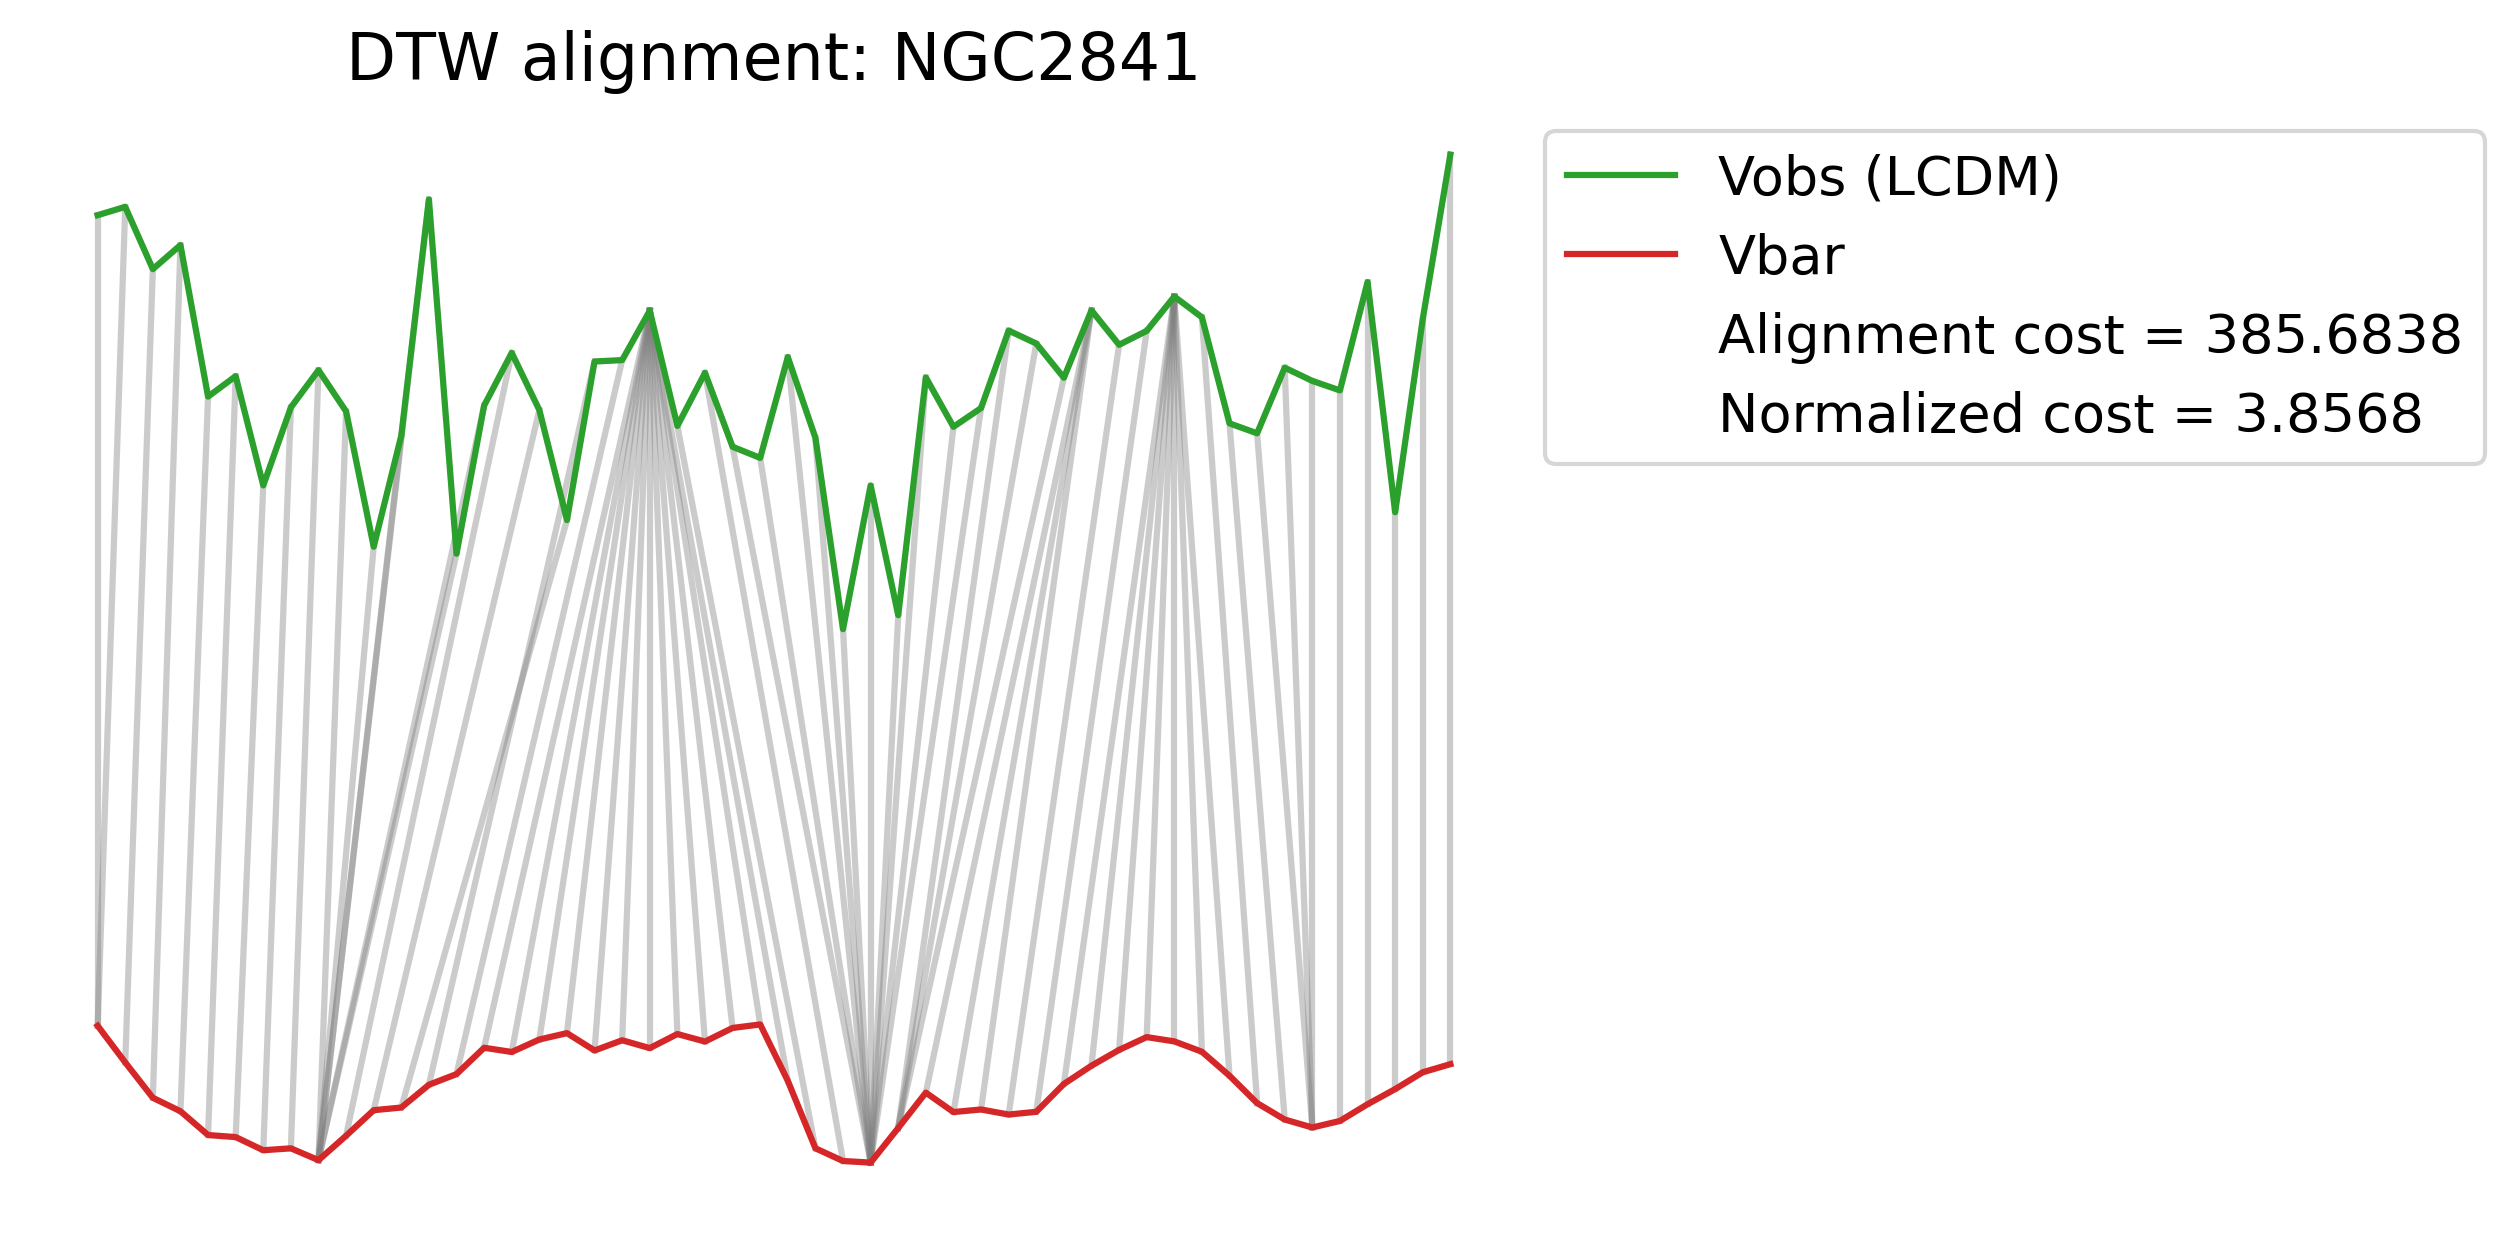 DTW alignment: NGC2841
Vobs (LCDM)
Vbar
Alignment cost = 385.6838
Normalized cost = 3.8568